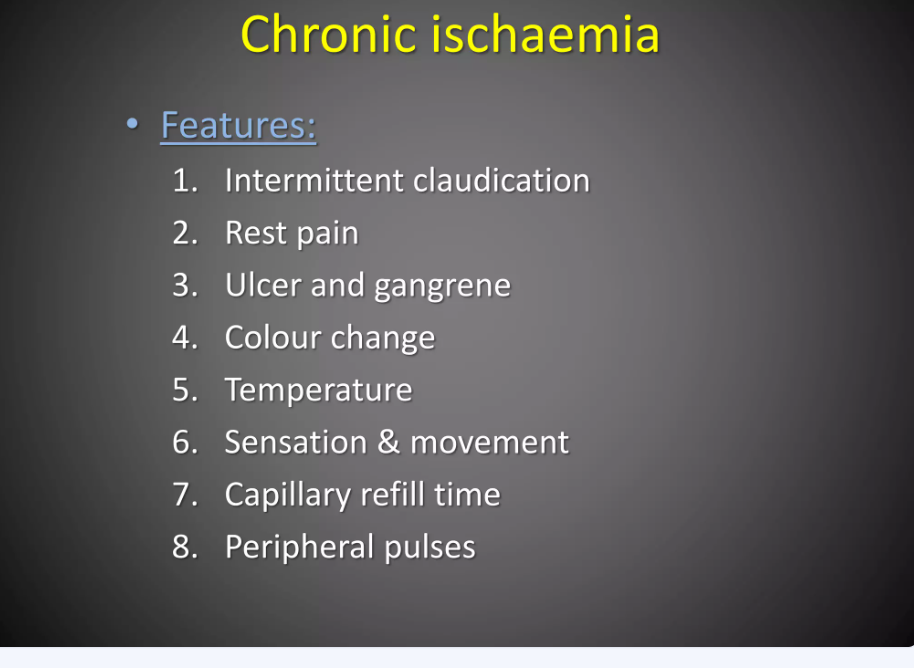 Chronic ischaemia
• Features:
1. Intermittent claudication
2. Rest pain
3. Ulcer and gangrene
4. Colour change
5. Temperature
6. Sensation & movement
7. Capillary refill time
8. Peripheral pulses